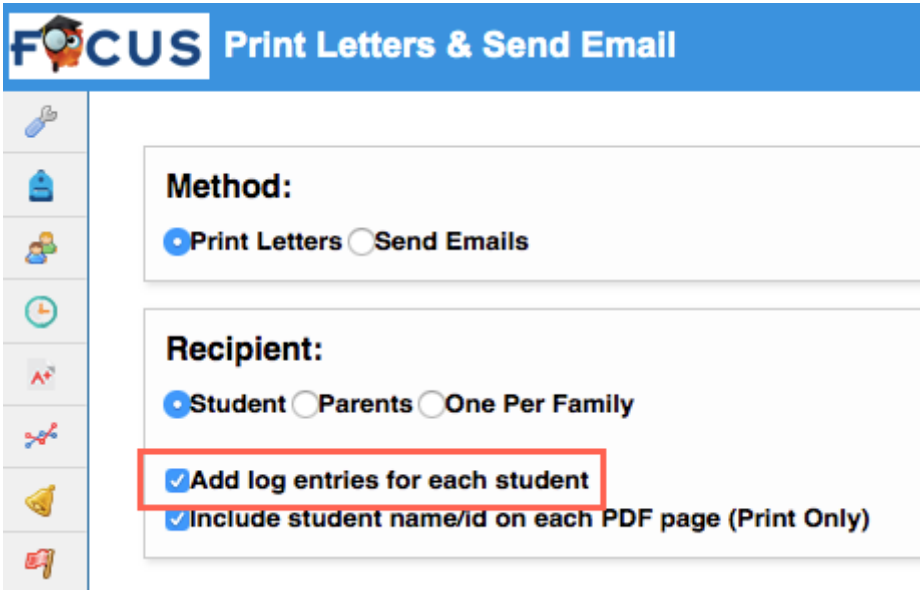 FOCUS Print Letters & Send Email
Method:
Print Letters Send Emails
Recipient:
Student Parents One Per Family
Add log entries for each student
Include student name/id on each PDF page (Print Only)
A+